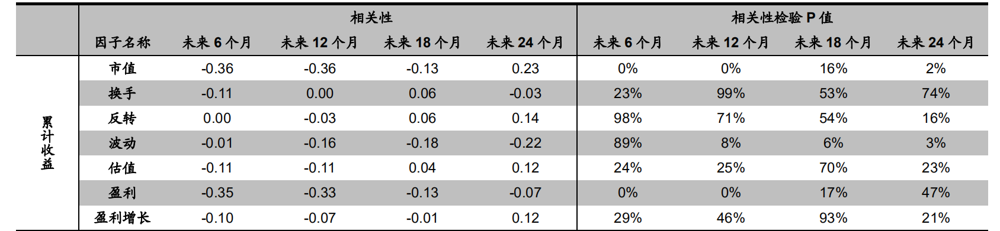 相关性 相关性检验 P 值
因子名称 未来 6 个月 未来 12 个月 未来 18 个月 未来 24 个月 未来 6 个月 未来 12 个月 未来 18 个月 未来 24 个月
累计收益
市值 -0.36 -0.36 -0.13 0.23 0% 0% 16% 2%
换手 -0.11 0.00 0.06 -0.03 23% 99% 53% 74%
反转 0.00 -0.03 0.06 0.14 98% 71% 54% 16%
波动 -0.01 -0.16 -0.18 -0.22 89% 8% 6% 3%
估值 -0.11 -0.11 0.04 0.12 24% 25% 70% 23%
盈利 -0.35 -0.33 -0.13 -0.07 0% 0% 17% 47%
盈利增长 -0.10 -0.07 -0.01 0.12 29% 46% 93% 21%